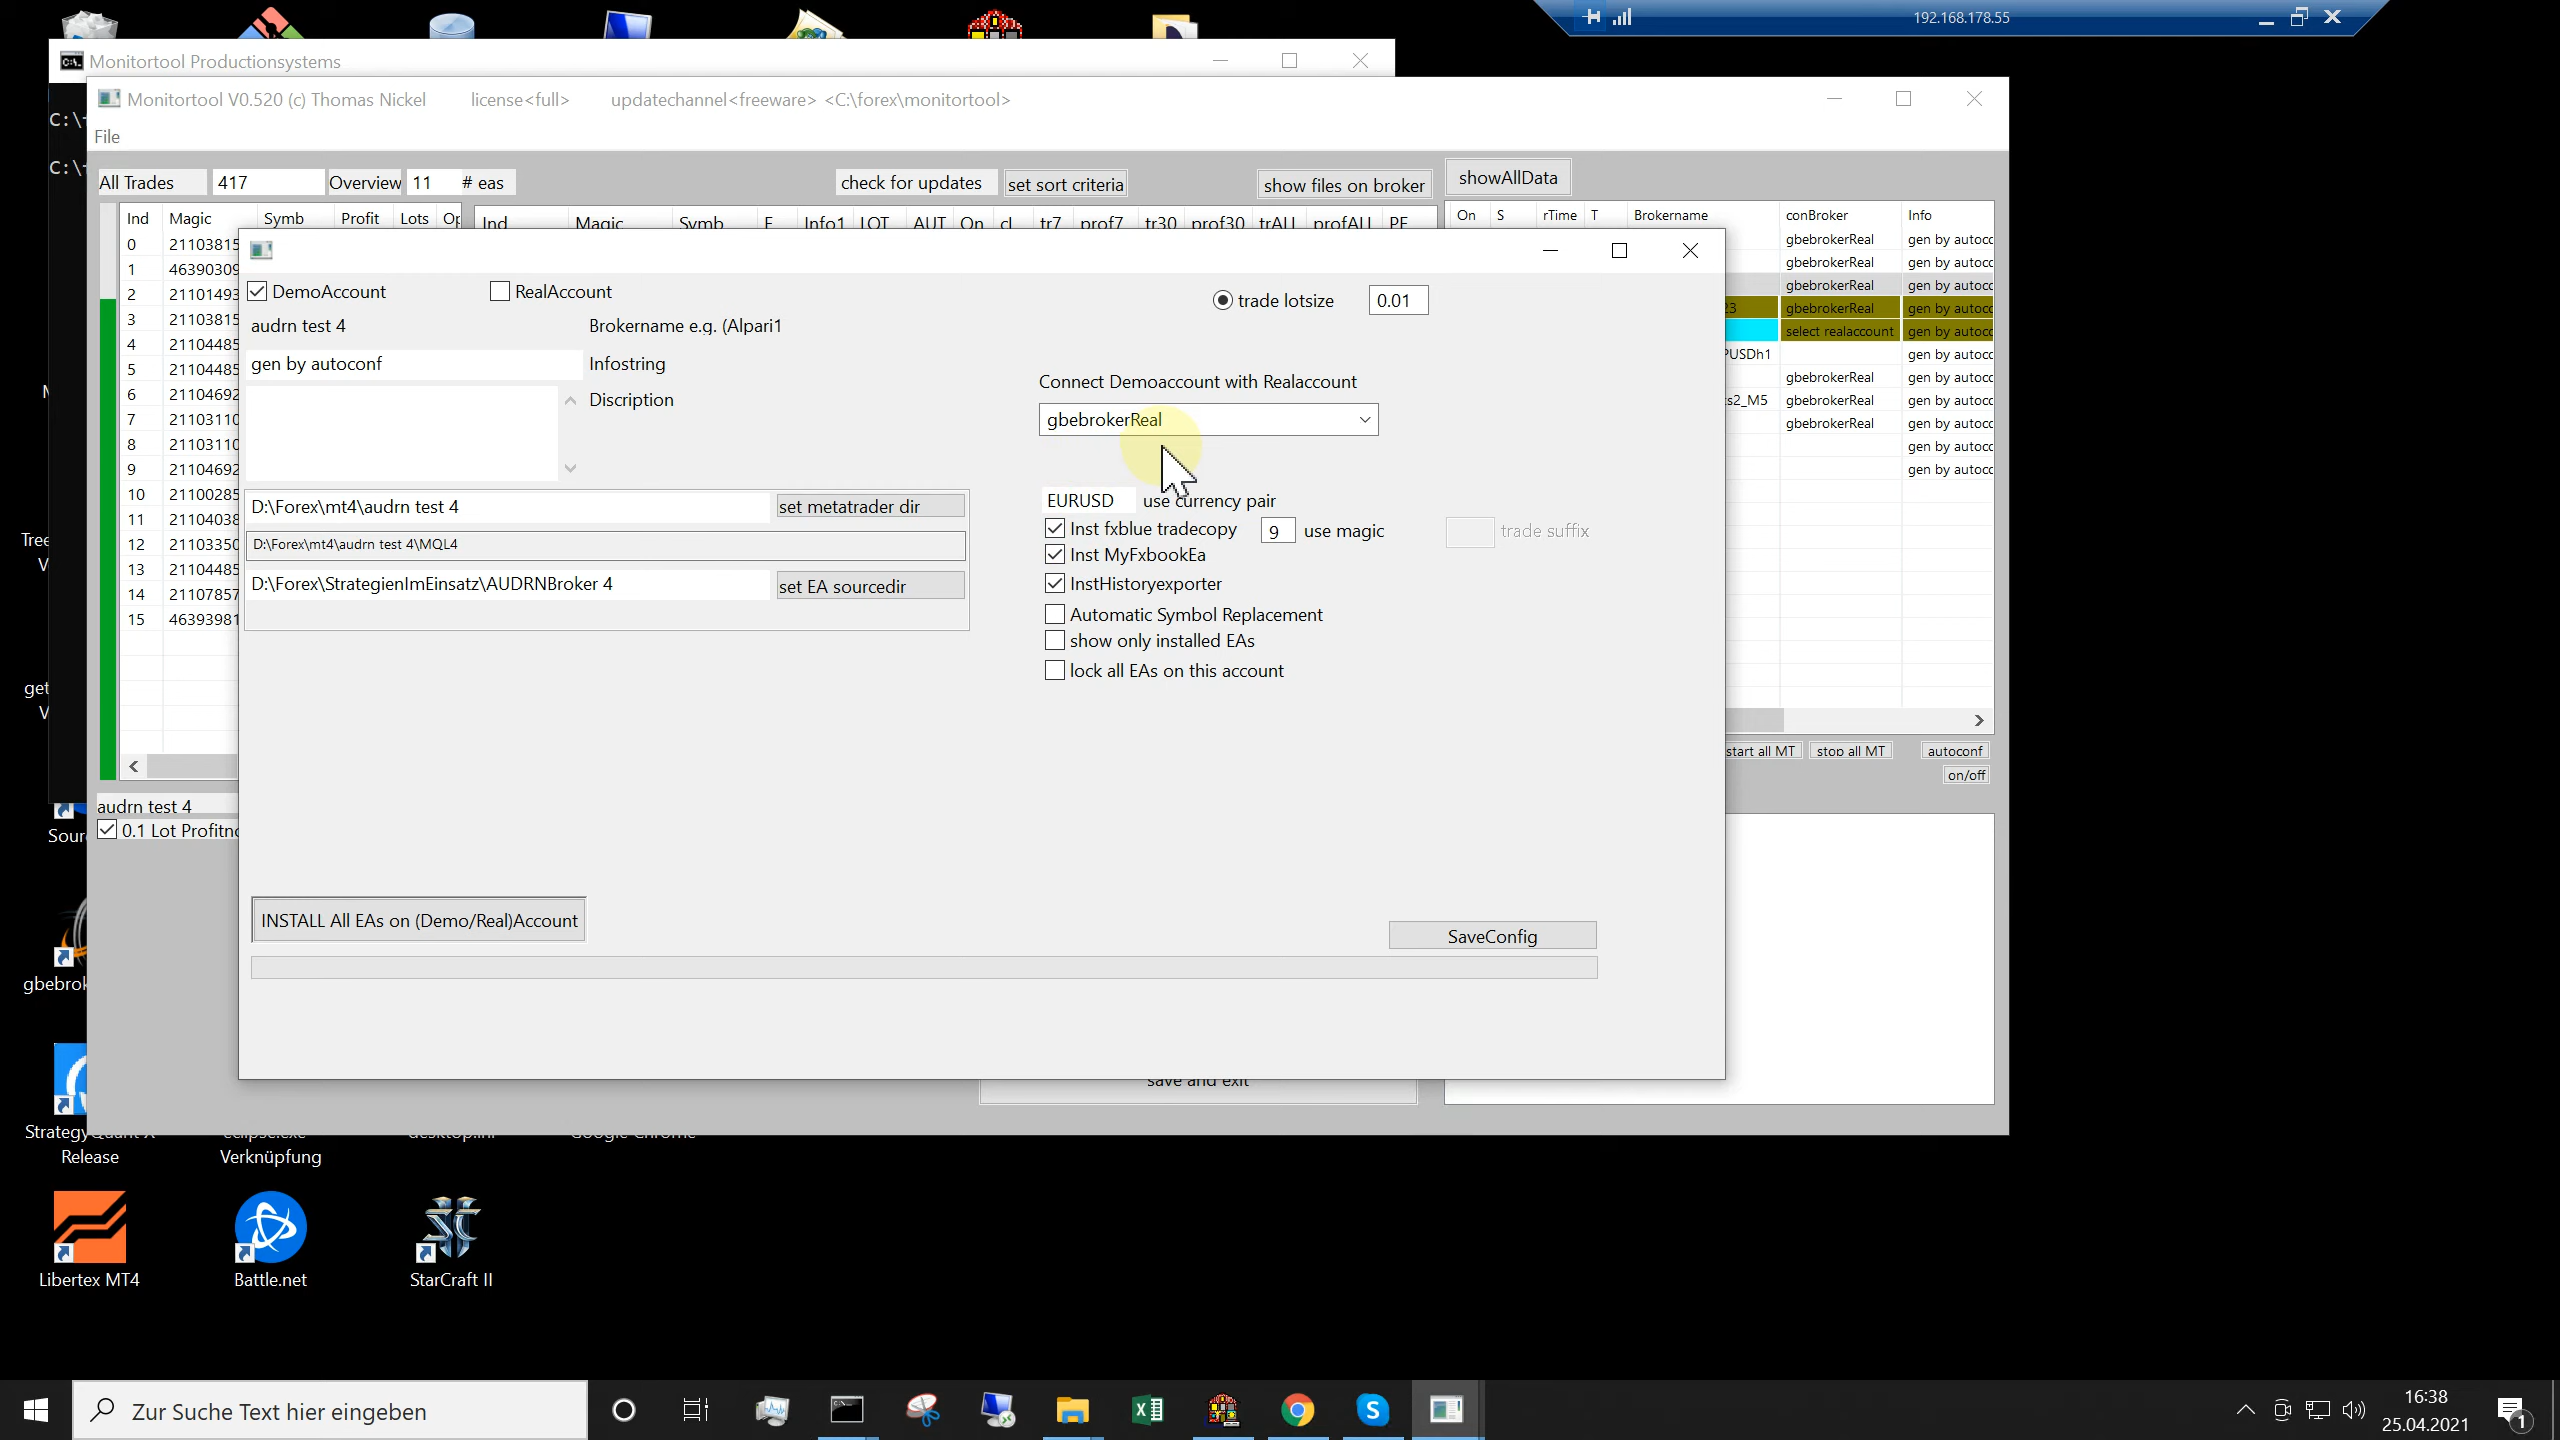 192.168.178.55
Monitortool Productionsystems
Monitortool V0.520 (c) Thomas Nickel license<full> updatechannel<freeware> <C:\forex\monitortool>
File
All Trades 417 Overview 11 # eas check for updates set sort criteria show files on broker showAllData
Ind Magic Symb Profit Lots Ind Magic Symb Info1 LOT AUT On cl tr7 prof7 tr30 prof30 trALL profALL PF On S rTime T Brokername conBroker Info
0 21103815 gbebrokerReal
1 46390309 gbebrokerReal
2 21101493 gbebrokerReal
3 21103815 gbebrokerReal
4 21104485 select realaccount
5 21104485 PUSDh1
6 21104692 gbebrokerReal
7 21103110 gbebrokerReal
8 21103110 gbebrokerReal
9 21104692
10 21100285
11 21104038
12 21103350
13 21104485
14 21107857
15 46393981
DemoAccount RealAccount trade lotsize 0.01
audrn test 4 Brokername e.g. (Alpari1
gen by autoconf Infostring
Discription
Connect Demoaccount with Realaccount
gbebrokerReal
D:\Forex\mt4\audrn test 4 set metatrader dir
D:\Forex\mt4\audrn test 4\MQL4
D:\Forex\StrategienImEinsatz\AUDRNBroker 4 set EA sourcedir
EURUSD use currency pair
Inst fxblue tradecopy 9 use magic trade suffix
Inst MyFxbookEa
InstHistoryexporter
Automatic Symbol Replacement
show only installed EAs
lock all EAs on this account
start all MT stop all MT autoconf
on/off
audrn test 4
0.1 Lot
INSTALL All EAs on (Demo/Real)Account
SaveConfig
save and exit
Release
Verknüpfung
Libertex MT4
Battle.net
StarCraft II
Zur Suche Text hier eingeben
16:38
25.04.2021
1